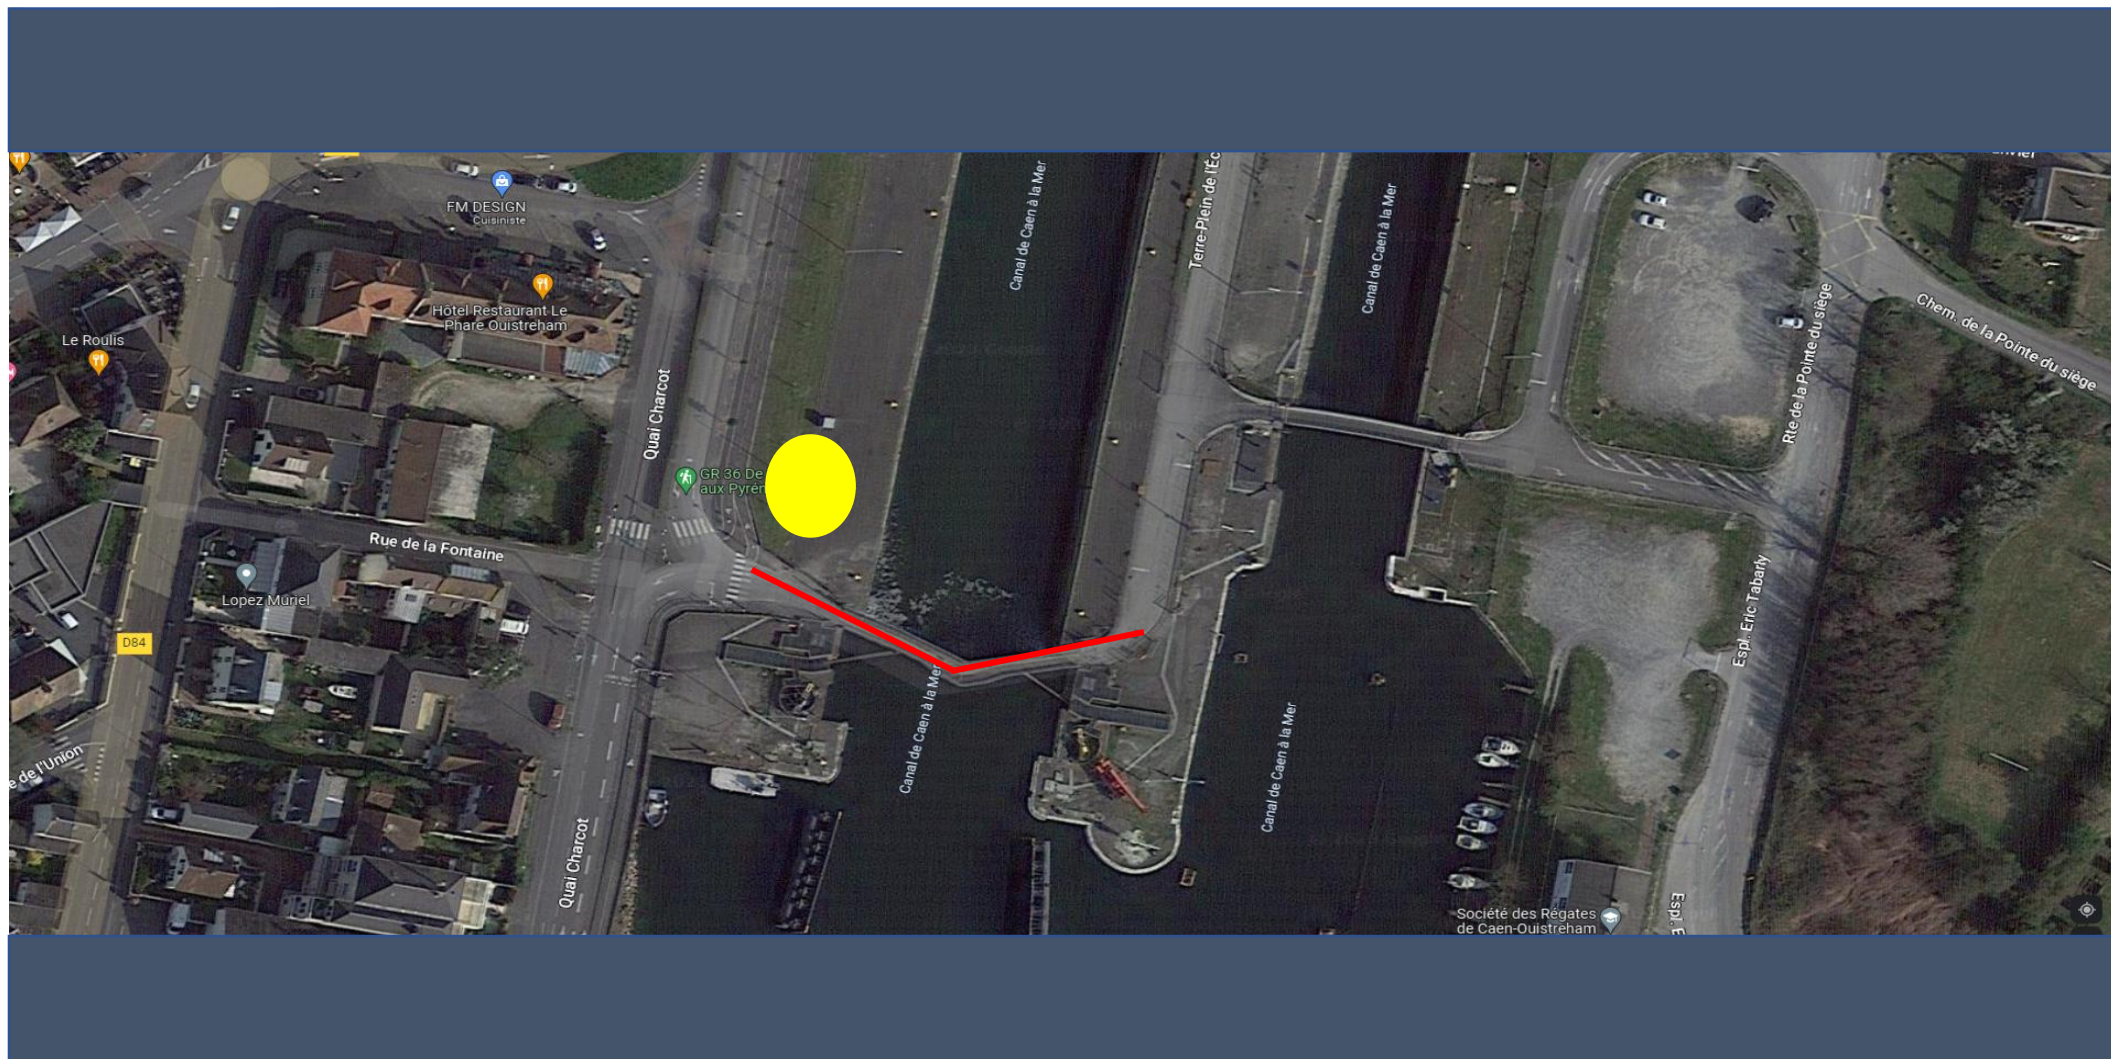 FM DESIGN
Cuisiniste
Hôtel Restaurant Le
Phare Ouistreham
Le Roulis
Quai Charcot
GR 36 De
aux Pyrén
Rue de la Fontaine
Lopez Muriel
D84
e de l'Union
Quai Charcot
Canal de Caen à la Mer
Canal de Caen à la Mer
Terre-Plein de l'Éc
Canal de Caen à la Mer
Canal de Caen à la Mer
Rte de la Pointe du siège
Chem. de la Pointe du siège
Espl. Eric Tabarly
Société des Régates
de Caen-Ouistreham
Espl. E